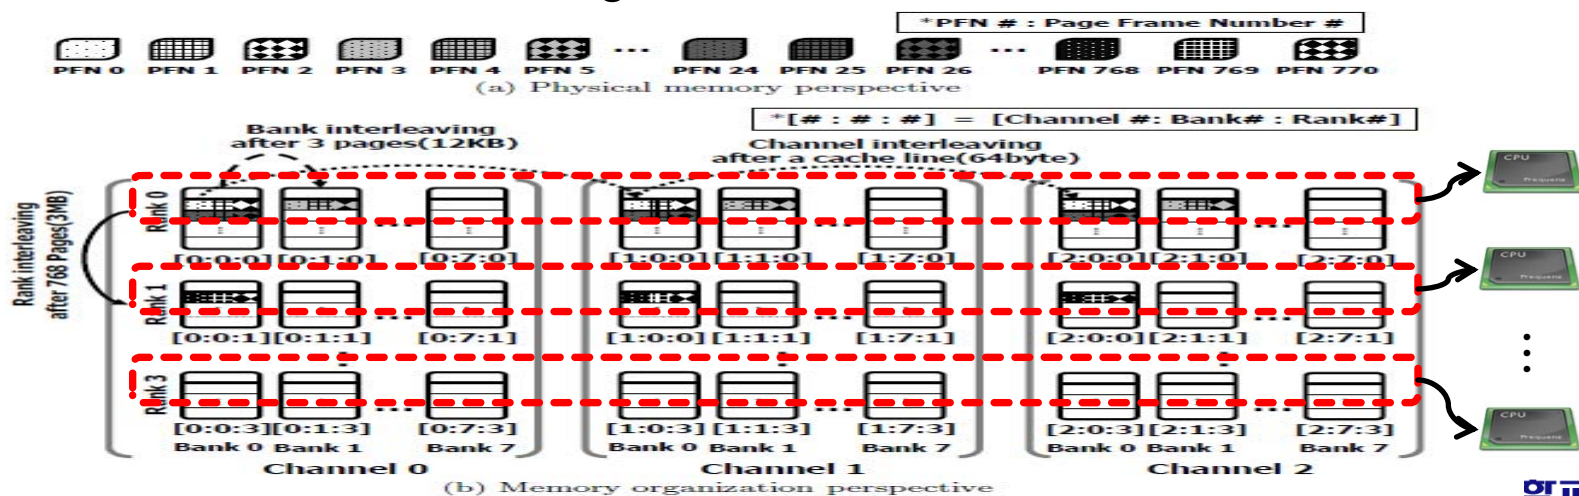 *PFN # : Page Frame Number #
PFN 0 PFN 1 PFN 2 PFN 3 PFN 4 PFN 5 ... PFN 24 PFN 25 PFN 26 ... PFN 768 PFN 769 PFN 770
(a) Physical memory perspective
*[# : # : #] = [Channel #: Bank# : Rank#]
Bank interleaving
after 3 pages(12KB)
Channel interleaving
after a cache line(64byte)
Rank interleaving
after 768 Pages(3MB)
Rank 0
[0:0:0] [0:1:0] [0:7:0] [1:0:0] [1:1:0] [1:7:0] [2:0:0] [2:1:0] [2:7:0]
CPU
Frequenz
Rank 1
[0:0:1] [0:1:1] [0:7:1] [1:0:0] [1:1:1] [1:7:1] [2:0:0] [2:1:1] [2:7:1]
CPU
Frequenz
Rank 3
[0:0:3] [0:1:3] [0:7:3] [1:0:3] [1:1:3] [1:7:3] [2:0:3] [2:1:3] [2:7:3]
CPU
Frequenz
Bank 0 Bank 1 Bank 7 Bank 0 Bank 1 Bank 7 Bank 0 Bank 1 Bank 7
Channel 0 Channel 1 Channel 2
(b) Memory organization perspective